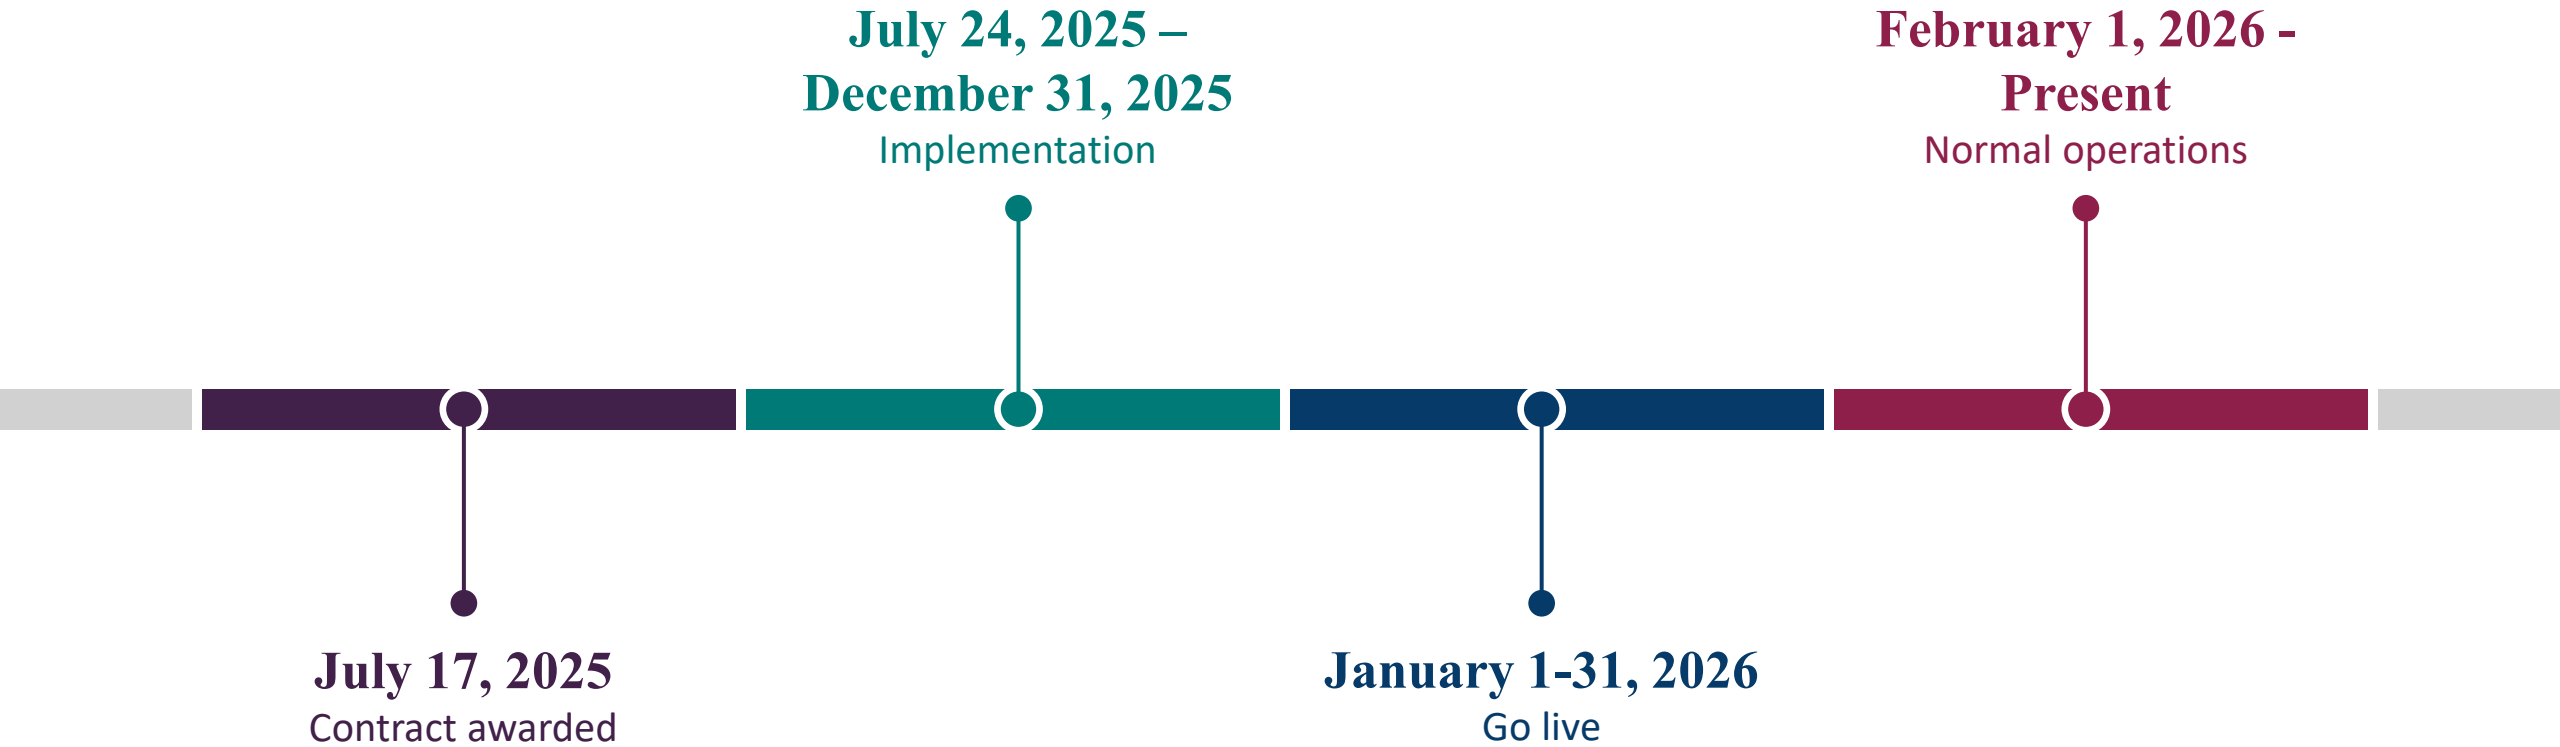 July 24, 2025 –
December 31, 2025
Implementation
February 1, 2026 -
Present
Normal operations
July 17, 2025
Contract awarded
January 1-31, 2026
Go live